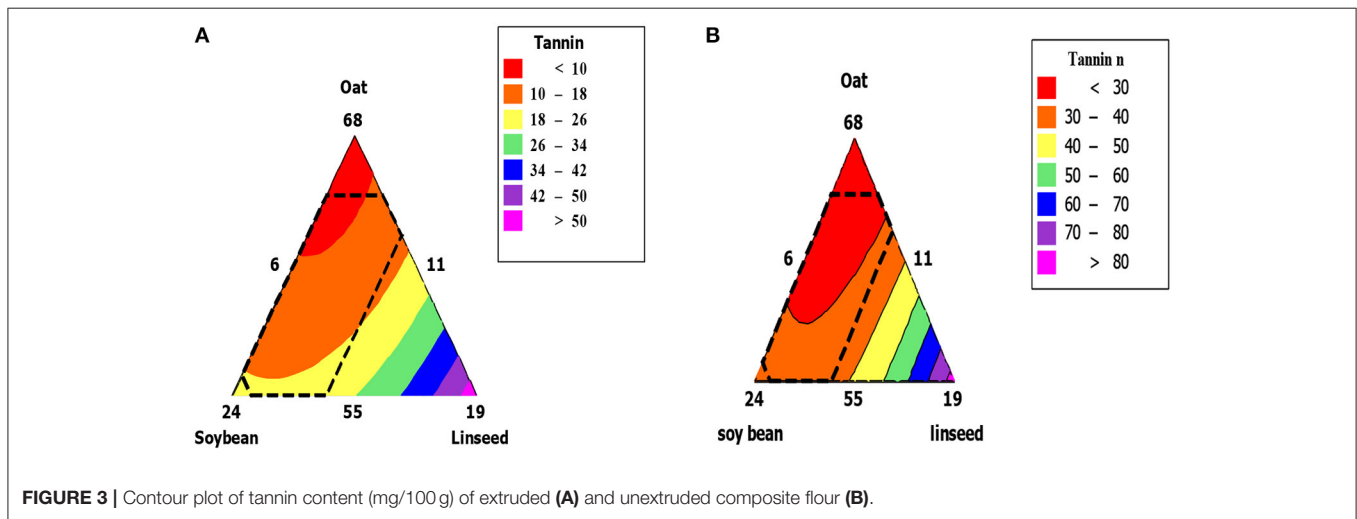 A
Tannin
< 10
10 – 18
18 – 26
26 – 34
34 – 42
42 – 50
> 50
Oat
68
6
11
24
55
19
Soybean
Linseed
B
Tannin n
< 30
30 – 40
40 – 50
50 – 60
60 – 70
70 – 80
> 80
Oat
68
6
11
24
55
19
soy bean
linseed
FIGURE 3 | Contour plot of tannin content (mg/100 g) of extruded (A) and unextruded composite flour (B).